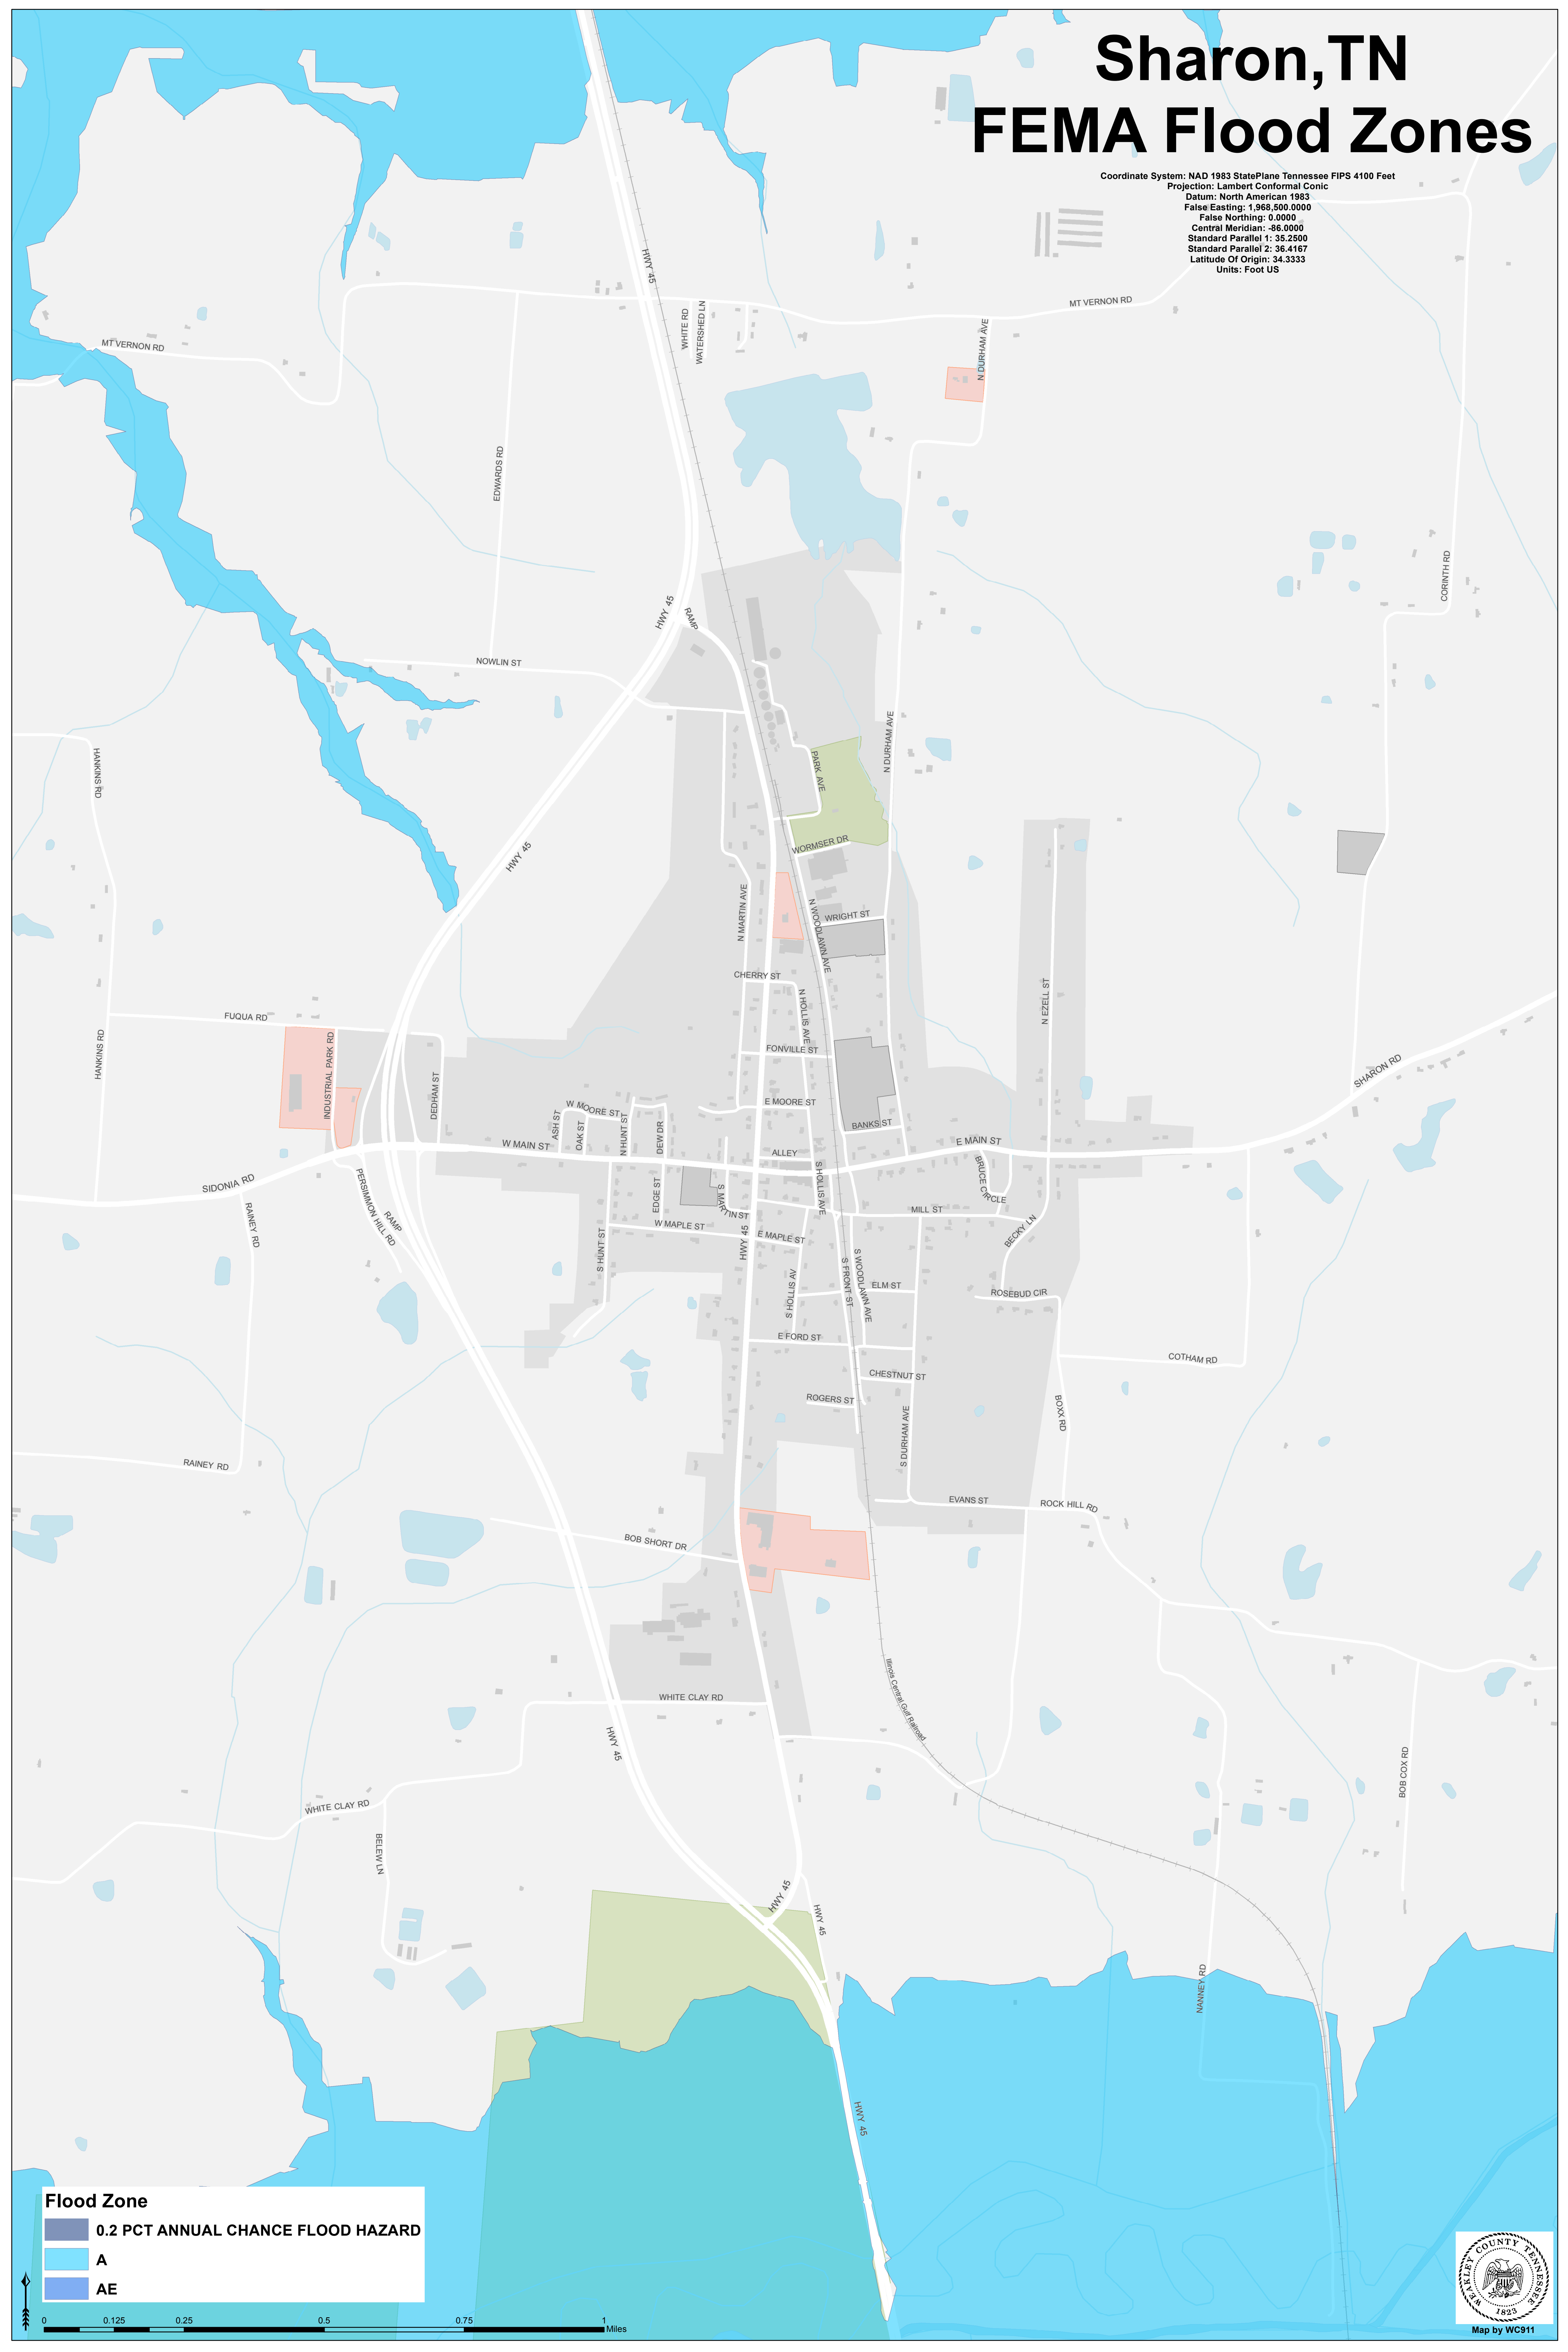 Sharon,TN
FEMA Flood Zones
Coordinate System: NAD 1983 StatePlane Tennessee FIPS 4100 Feet
Projection: Lambert Conformal Conic
Datum: North American 1983
False Easting: 1,968,500.0000
False Northing: 0.0000
Central Meridian: -86.0000
Standard Parallel 1: 35.2500
Standard Parallel 2: 36.4167
Latitude Of Origin: 34.3333
Units: Foot US
HWY 45
MT VERNON RD
WHITE RD
WATERSHED LN
N DURHAM AVE
MT VERNON RD
EDWARDS RD
CORINTH RD
HWY 45
RAMP
NOWLIN ST
HANKINS RD
PARK AVE
N DURHAM AVE
HWY 45
WORMSER DR
N MARTIN AVE
N WOODLAWN AVE
WRIGHT ST
CHERRY ST
N HOLLIS AVE
N EZELL ST
FUQUA RD
HANKINS RD
INDUSTRIAL PARK RD
FONVILLE ST
SHARON RD
DEDHAM ST
W MOORE ST
E MOORE ST
ASH ST
OAK ST
N HUNT ST
DEW DR
BANKS ST
W MAIN ST
ALLEY
E MAIN ST
SIDONIA RD
PERSIMMON HILL RD
RAMP
RAINEY RD
EDGE ST
S MARTIN ST
S HOLLIS AVE
BRUCE CIRCLE
MILL ST
W MAPLE ST
E MAPLE ST
HWY 45
S HUNT ST
BECKY LN
S HOLLIS AV
S FRONT ST
S WOODLAWN AVE
ELM ST
ROSEBUD CIR
E FORD ST
COTHAM RD
CHESTNUT ST
ROGERS ST
BOXX RD
S DURHAM AVE
RAINEY RD
EVANS ST
ROCK HILL RD
BOB SHORT DR
Illinois Central Gulf Railroad
WHITE CLAY RD
HWY 45
BOB COX RD
WHITE CLAY RD
BELEW LN
HWY 45
HWY 45
NANNEY RD
HWY 45
Flood Zone
0.2 PCT ANNUAL CHANCE FLOOD HAZARD
A
AE
0 0.125 0.25 0.5 0.75 1
Miles
WEAKLEY COUNTY TENNESSEE
1823
Map by WC911